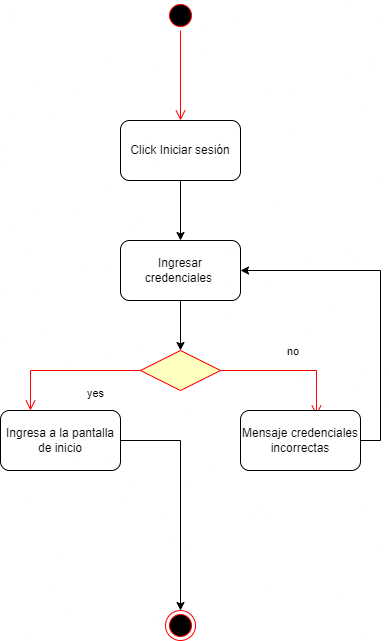 Click Iniciar sesión
Ingresar
credenciales
no
yes
Ingresa a la pantalla
de inicio
Mensaje credenciales
incorrectas